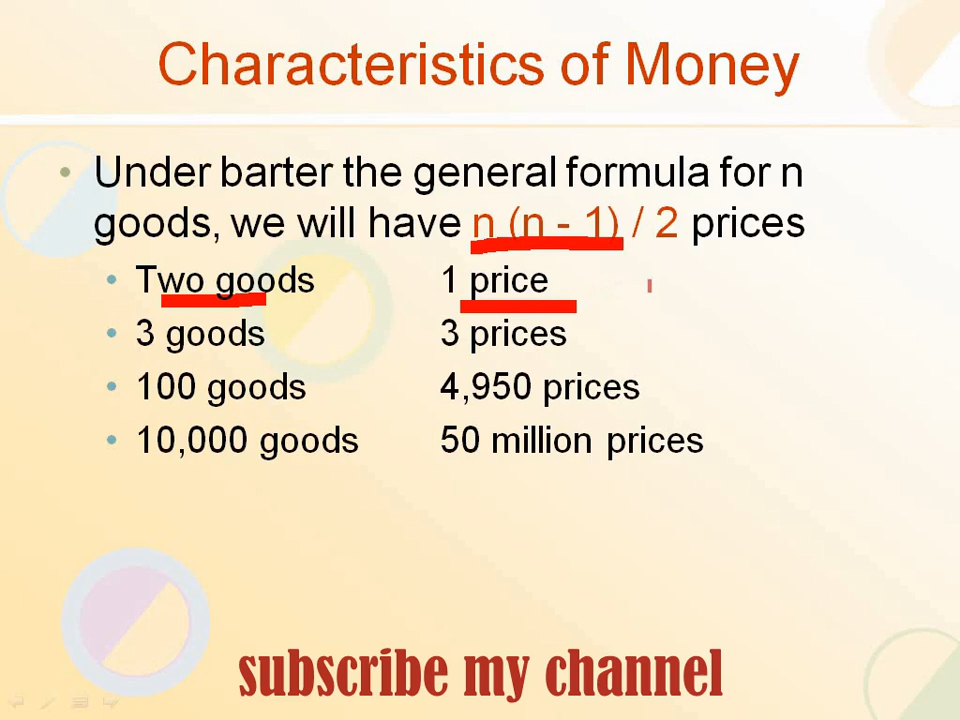 Characteristics of Money
• Under barter the general formula for n
goods, we will have n (n - 1) / 2 prices
• Two goods 1 price
• 3 goods 3 prices
• 100 goods 4,950 prices
• 10,000 goods 50 million prices
subscribe my channel